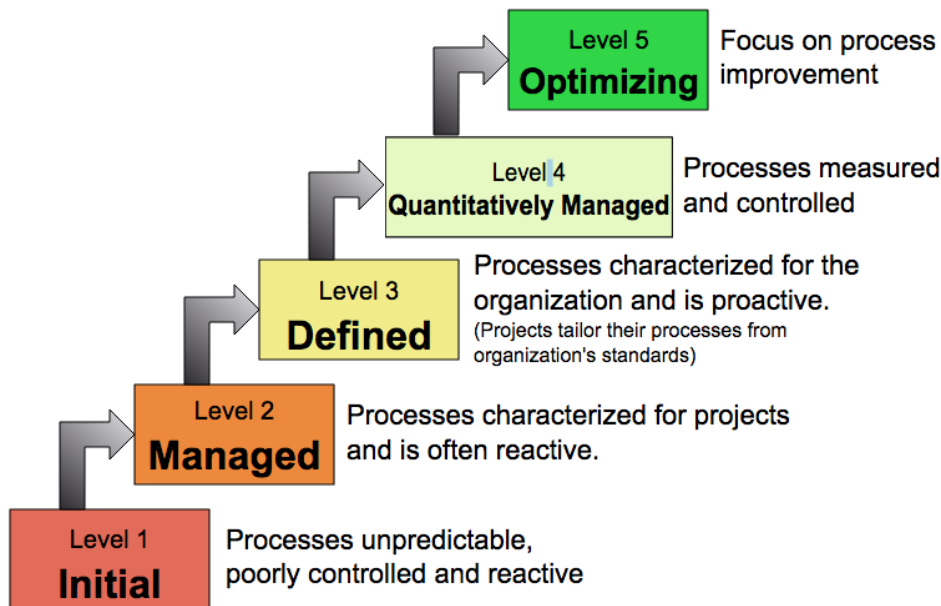 Level 5
Optimizing
Focus on process
improvement
Level 4
Quantitatively Managed
Processes measured
and controlled
Level 3
Defined
Processes characterized for the
organization and is proactive.
(Projects tailor their processes from
organization's standards)
Level 2
Managed
Processes characterized for projects
and is often reactive.
Level 1
Initial
Processes unpredictable,
poorly controlled and reactive